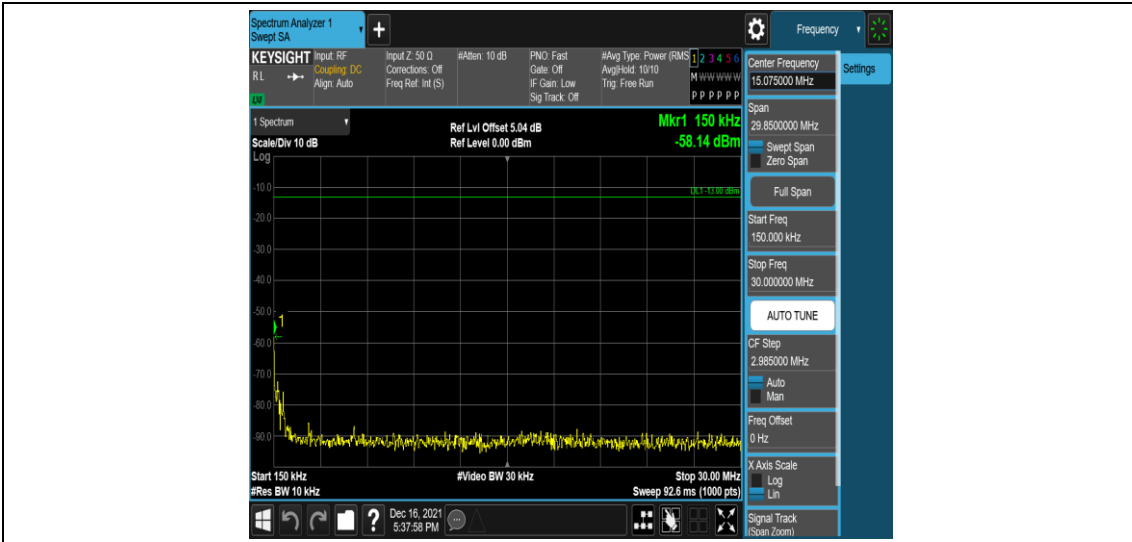 Spectrum Analyzer 1
Swept SA
+
Frequency
KEYSIGHT
RL
LXI
Input: RF
Coupling: DC
Align: Auto
Input Z: 50 Ω
Corrections: Off
Freq Ref: Int (S)
#Atten: 10 dB
PNO: Fast
Gate: Off
IF Gain: Low
Sig Track: Off
#Avg Type: Power (RMS
Avg|Hold: 10/10
Trig: Free Run
1 2 3 4 5 6
M W W W W W
P P P P P P
Center Frequency
15.075000 MHz
Settings
Span
29.8500000 MHz
Swept Span
Zero Span
Full Span
Start Freq
150.000 kHz
Stop Freq
30.000000 MHz
AUTO TUNE
CF Step
2.985000 MHz
Auto
Man
Freq Offset
0 Hz
X Axis Scale
Log
Lin
Signal Track
(Span Zoom)
1 Spectrum
Scale/Div 10 dB
Log
Ref Lvl Offset 5.04 dB
Ref Level 0.00 dBm
Mkr1 150 kHz
-58.14 dBm
DL1 -13.00 dBm
-10.0
-20.0
-30.0
-40.0
-50.0
1
-60.0
-70.0
-80.0
-90.0
Start 150 kHz
#Video BW 30 kHz
Stop 30.00 MHz
#Res BW 10 kHz
Sweep 92.6 ms (1000 pts)
?
Dec 16, 2021
5:37:58 PM